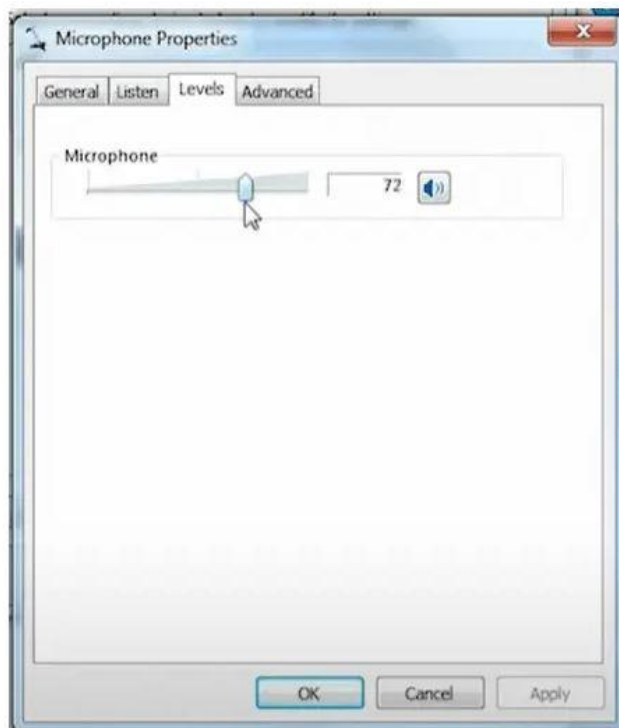 Microphone Properties
General Listen Levels Advanced
Microphone
72
OK Cancel Apply